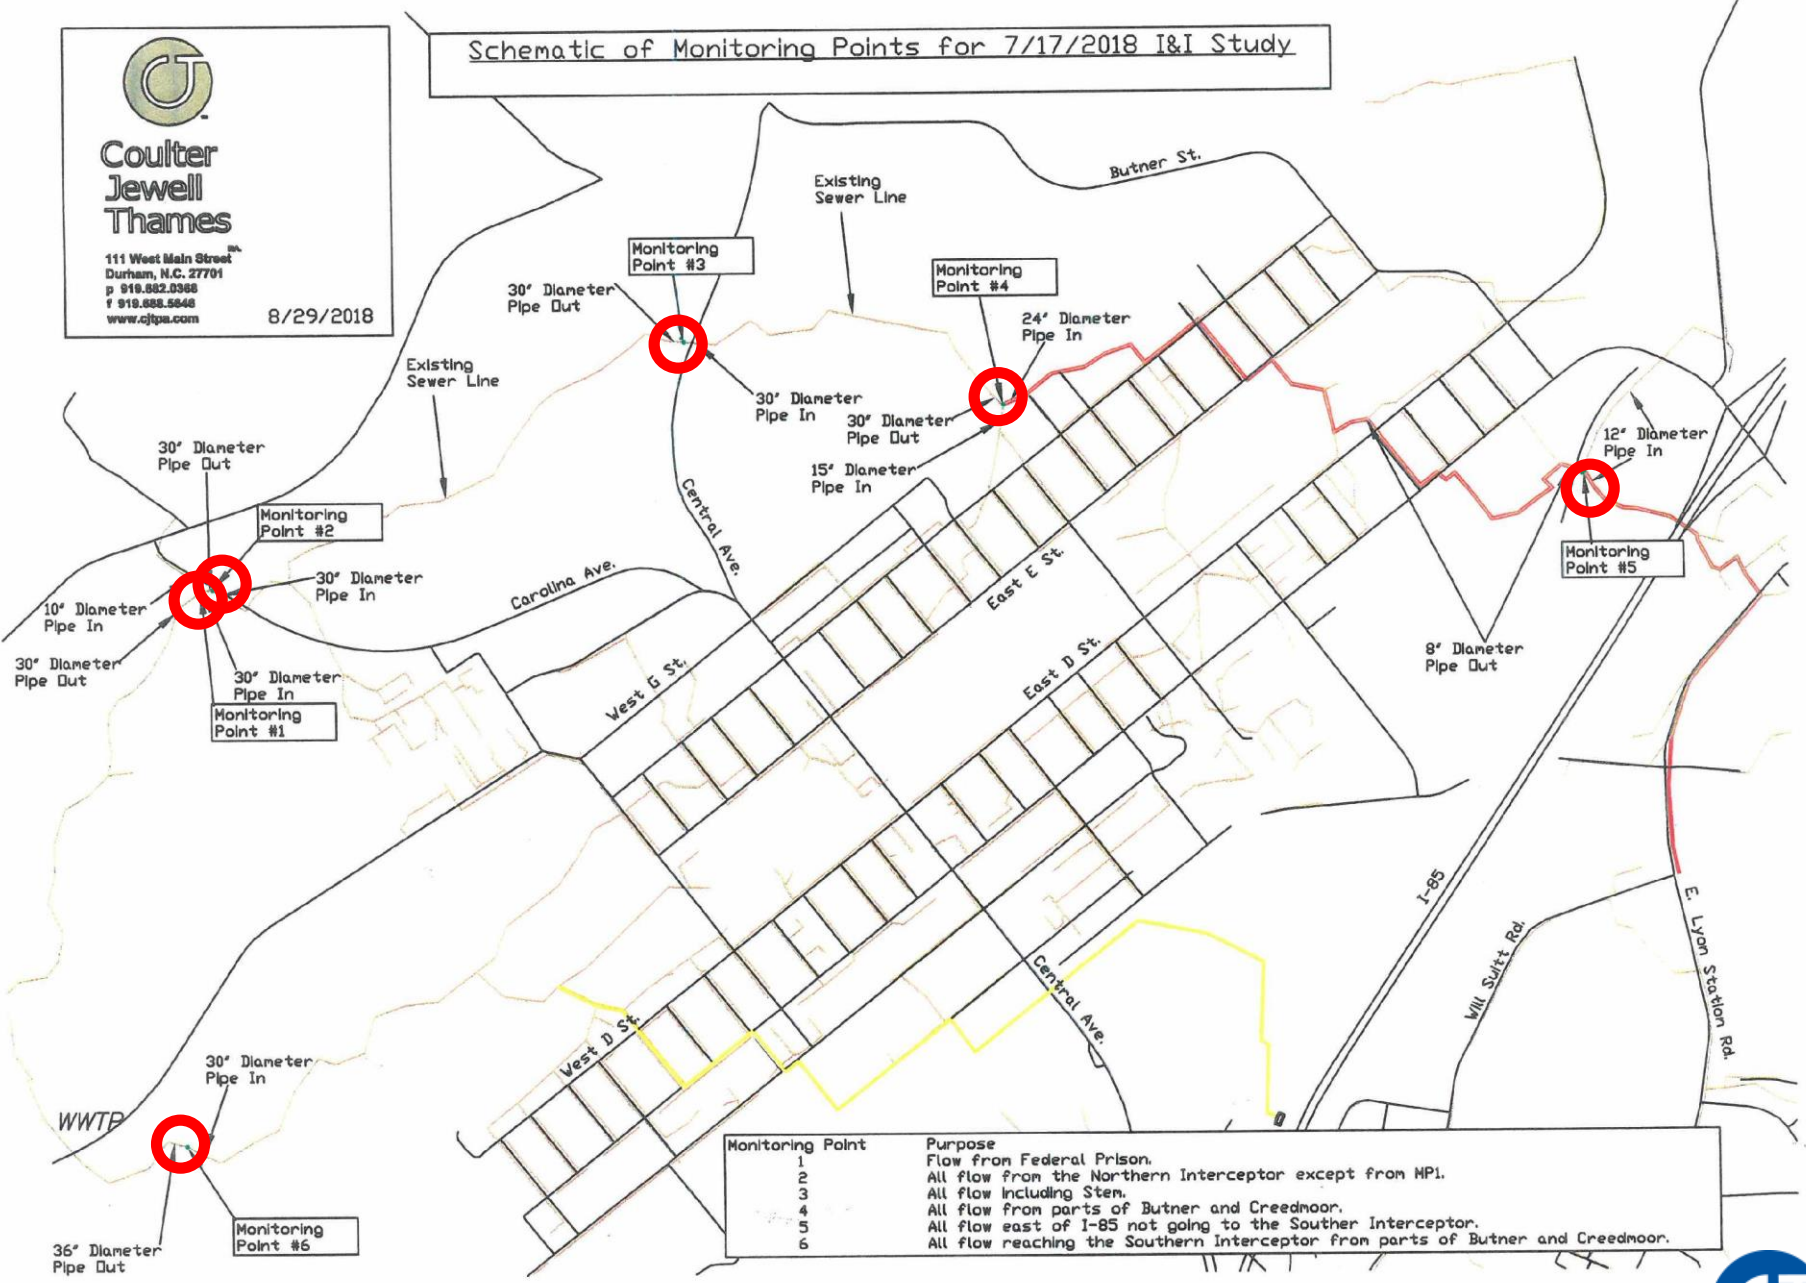 Schematic of Monitoring Points for 7/17/2018 I&I Study
CJ
Coulter
Jewell
Thames
PA.
111 West Main Street
Durham, N.C. 27701
p 919.682.0368
f 919.688.5646
www.cjtpa.com
8/29/2018
Butner St.
Existing
Sewer Line
Monitoring
Point #3
30" Diameter
Pipe Out
Monitoring
Point #4
24" Diameter
Pipe In
Existing
Sewer Line
30" Diameter
Pipe In
30" Diameter
Pipe Out
15" Diameter
Pipe In
12" Diameter
Pipe In
30" Diameter
Pipe Out
Monitoring
Point #2
Central Ave.
Monitoring
Point #5
30" Diameter
Pipe In
Carolina Ave.
East E St.
10" Diameter
Pipe In
30" Diameter
Pipe Out
30" Diameter
Pipe In
Monitoring
Point #1
West G St.
East D St.
8" Diameter
Pipe Out
I-85
E. Lyon Station Rd.
Will Suitt Rd.
Central Ave.
West D St.
30" Diameter
Pipe In
WWTP
36" Diameter
Pipe Out
Monitoring
Point #6
Monitoring Point Purpose
1 Flow from Federal Prison.
2 All flow from the Northern Interceptor except from MP1.
3 All flow including Stem.
4 All flow from parts of Butner and Creedmoor.
5 All flow east of I-85 not going to the Souther Interceptor.
6 All flow reaching the Southern Interceptor from parts of Butner and Creedmoor.